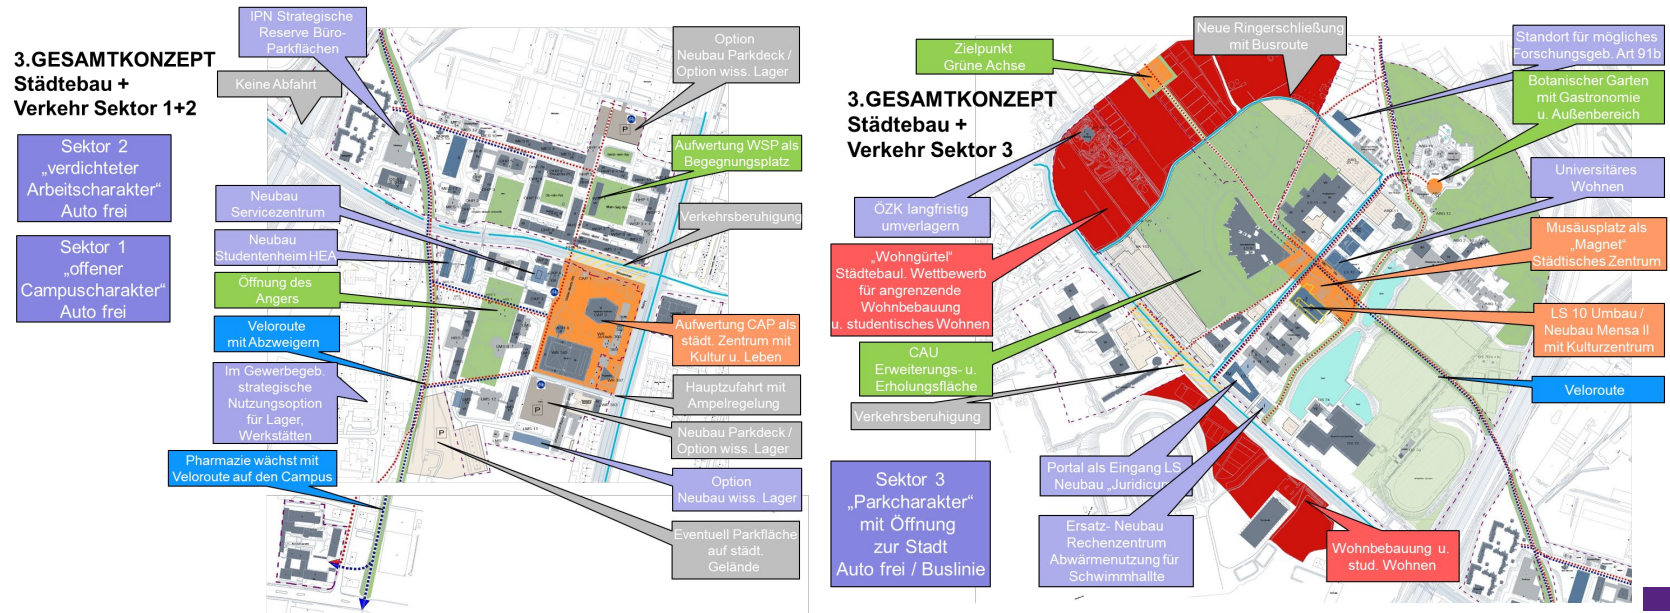 3.GESAMTKONZEPT
Städtebau +
Verkehr Sektor 1+2
Sektor 2
„verdichteter
Arbeitscharakter“
Auto frei
Sektor 1
„offener
Campuscharakter“
Auto frei
IPN Strategische
Reserve Büro-
Parkflächen
Keine Abfahrt
Neubau
Servicezentrum
Neubau
Studentenheim HEA
Öffnung des
Angers
Veloroute
mit Abzweigern
Im Gewerbegeb.
strategische
Nutzungsoption
für Lager,
Werkstätten
Pharmazie wächst mit
Veloroute auf den Campus
Option
Neubau Parkdeck /
Option wiss. Lager
Aufwertung WSP als
Begegnungsplatz
Verkehrsberuhigung
Aufwertung CAP als
städt. Zentrum mit
Kultur u. Leben
Hauptzufahrt mit
Ampelregelung
Neubau Parkdeck /
Option wiss. Lager
Option
Neubau wiss. Lager
Eventuell Parkfläche
auf städt.
Gelände
P
P
P
3.GESAMTKONZEPT
Städtebau +
Verkehr Sektor 3
Zielpunkt
Grüne Achse
Neue Ringerschließung
mit Busroute
ÖZK langfristig
umverlagern
„Wohngürtel“
Städtebaul. Wettbewerb
für angrenzende
Wohnbebauung
u. studentisches Wohnen
CAU
Erweiterungs- u.
Erholungsfläche
Verkehrsberuhigung
Sektor 3
„Parkcharakter“
mit Öffnung
zur Stadt
Auto frei / Buslinie
Portal als Eingang LS
Neubau „Juridicum
Ersatz- Neubau
Rechenzentrum
Abwärmenutzung für
Schwimmhallte
Standort für mögliches
Forschungsgeb. Art 91b
Botanischer Garten
mit Gastronomie
u. Außenbereich
Universitäres
Wohnen
Musäusplatz als
„Magnet“
Städtisches Zentrum
LS 10 Umbau /
Neubau Mensa II
mit Kulturzentrum
Veloroute
Wohnbebauung u.
stud. Wohnen